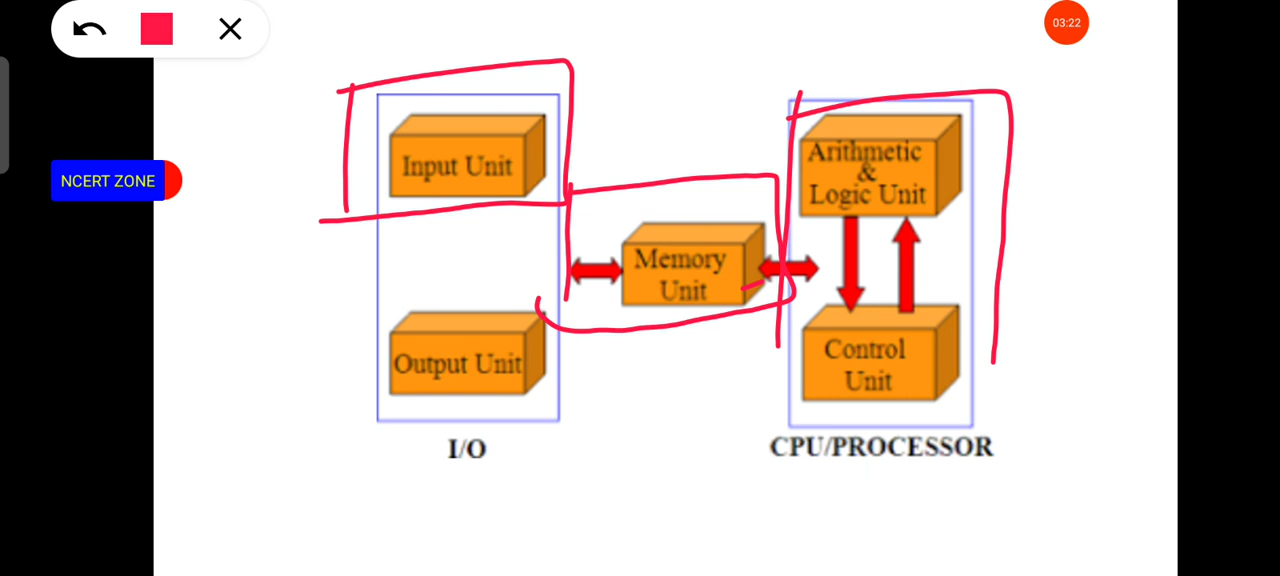 03:22
NCERT ZONE
Input Unit
Arithmetic
&
Logic Unit
Memory
Unit
Output Unit
Control
Unit
I/O
CPU/PROCESSOR